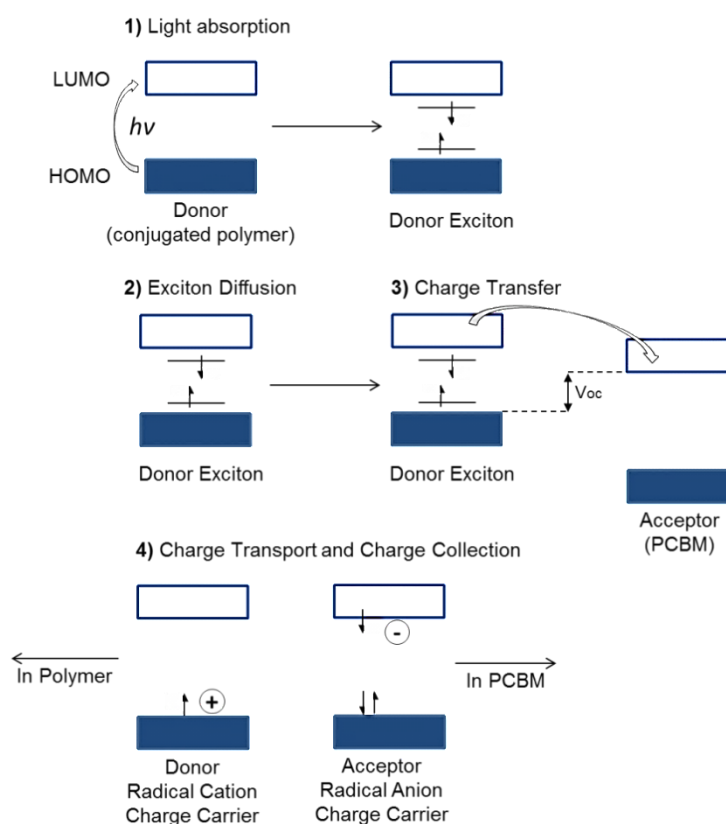 1) Light absorption
LUMO
hν
HOMO
Donor
(conjugated polymer)
Donor Exciton
2) Exciton Diffusion
3) Charge Transfer
Voc
Donor Exciton
Donor Exciton
Acceptor
(PCBM)
4) Charge Transport and Charge Collection
-
In Polymer
In PCBM
+
Donor
Radical Cation
Charge Carrier
Acceptor
Radical Anion
Charge Carrier